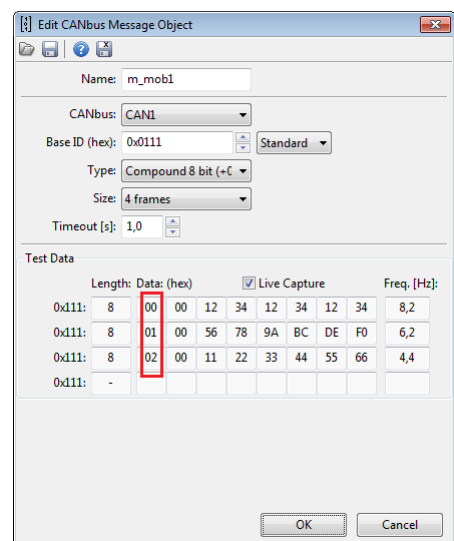 Edit CANbus Message Object
Name: m_mob1
CANbus: CAN1
Base ID (hex): 0x0111 Standard
Type: Compound 8 bit (+0
Size: 4 frames
Timeout [s]: 1,0
Test Data
Length: Data: (hex) Live Capture Freq. [Hz]:
0x111: 8 00 00 12 34 12 34 12 34 8,2
0x111: 8 01 00 56 78 9A BC DE F0 6,2
0x111: 8 02 00 11 22 33 44 55 66 4,4
0x111: -
OK Cancel